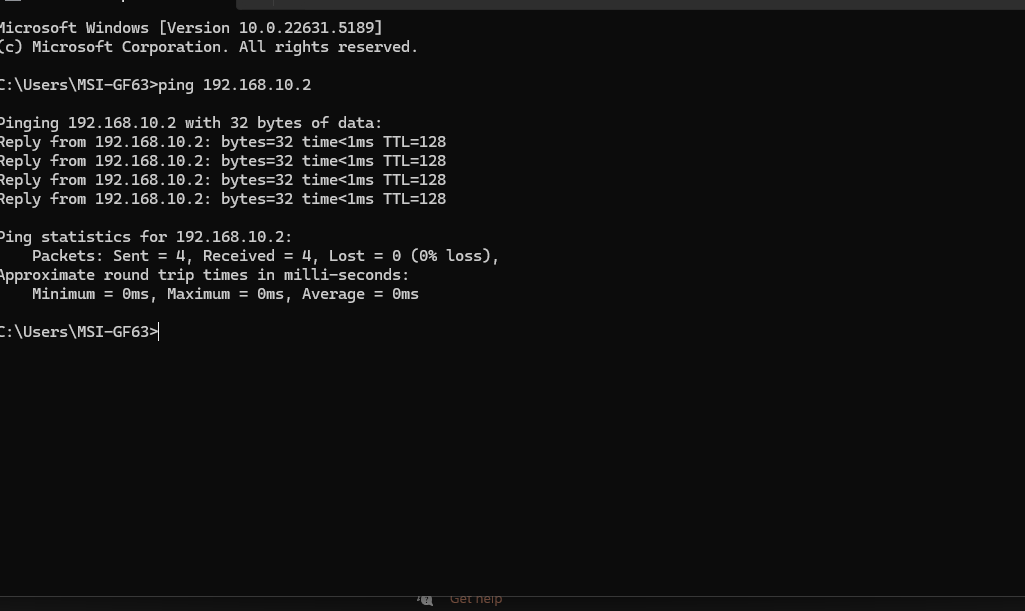 Microsoft Windows [Version 10.0.22631.5189]
(c) Microsoft Corporation. All rights reserved.
C:\Users\MSI-GF63>ping 192.168.10.2
Pinging 192.168.10.2 with 32 bytes of data:
Reply from 192.168.10.2: bytes=32 time<1ms TTL=128
Reply from 192.168.10.2: bytes=32 time<1ms TTL=128
Reply from 192.168.10.2: bytes=32 time<1ms TTL=128
Reply from 192.168.10.2: bytes=32 time<1ms TTL=128
Ping statistics for 192.168.10.2:
Packets: Sent = 4, Received = 4, Lost = 0 (0% loss),
Approximate round trip times in milli-seconds:
Minimum = 0ms, Maximum = 0ms, Average = 0ms
C:\Users\MSI-GF63>
Get help